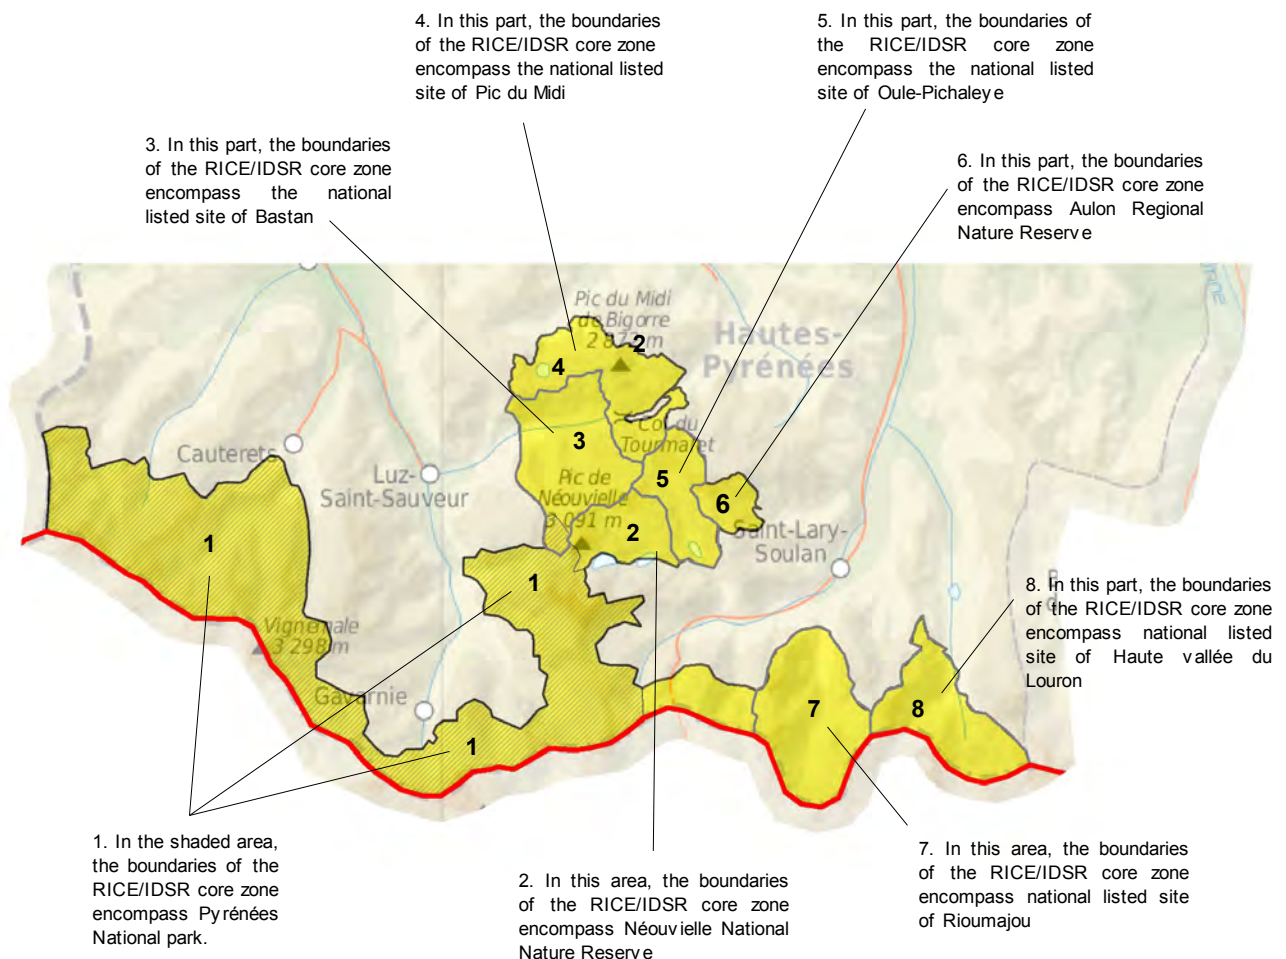 4. In this part, the boundaries
of the RICE/IDSR core zone
encompass the national listed
site of Pic du Midi
5. In this part, the boundaries of
the RICE/IDSR core zone
encompass the national listed
site of Oule-Pichaleye
3. In this part, the boundaries
of the RICE/IDSR core zone
encompass the national
listed site of Bastan
6. In this part, the boundaries
of the RICE/IDSR core zone
encompass Aulon Regional
Nature Reserve
Pic du Midi
de Bigorre
2 87 m
2
4
Hautes-
Pyrénées
3
Col du
Tourmalet
Cauterets
Luz-
Saint-Sauveur
Pic de
Néouvielle
3 091 m
5
6
2
Saint-Lary-
Soulan
1
1
Vignemale
3 298 m
Gavarnie
1
7
8
8. In this part, the boundaries
of the RICE/IDSR core zone
encompass national listed
site of Haute vallée du
Louron
1. In the shaded area,
the boundaries of the
RICE/IDSR core zone
encompass Pyrénées
National park.
2. In this area, the boundaries
of the RICE/IDSR core zone
encompass Néouvielle National
Nature Reserve
7. In this area, the boundaries
of the RICE/IDSR core zone
encompass national listed site
of Rioumajou